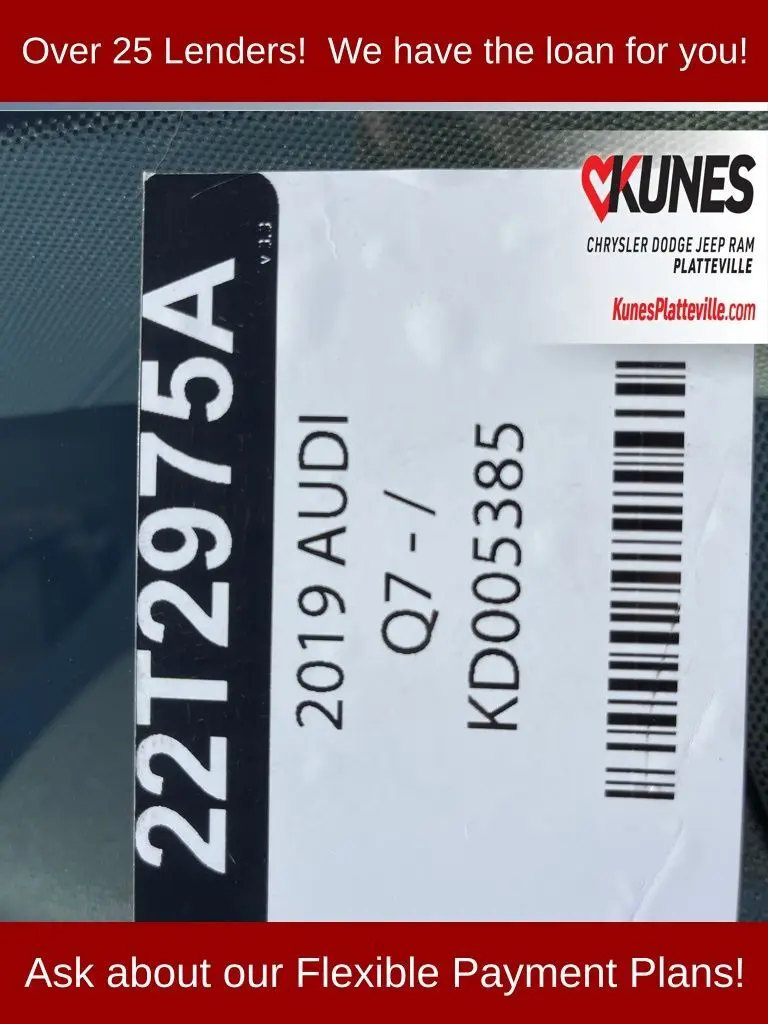 Over 25 Lenders!  We have the loan for you!
KUNES
CHRYSLER DODGE JEEP RAM
PLATTEVILLE
KunesPlatteville.com
22T2975A
v 3.3
2019 AUDI
Q7 - /
KD005385
Ask about our Flexible Payment Plans!